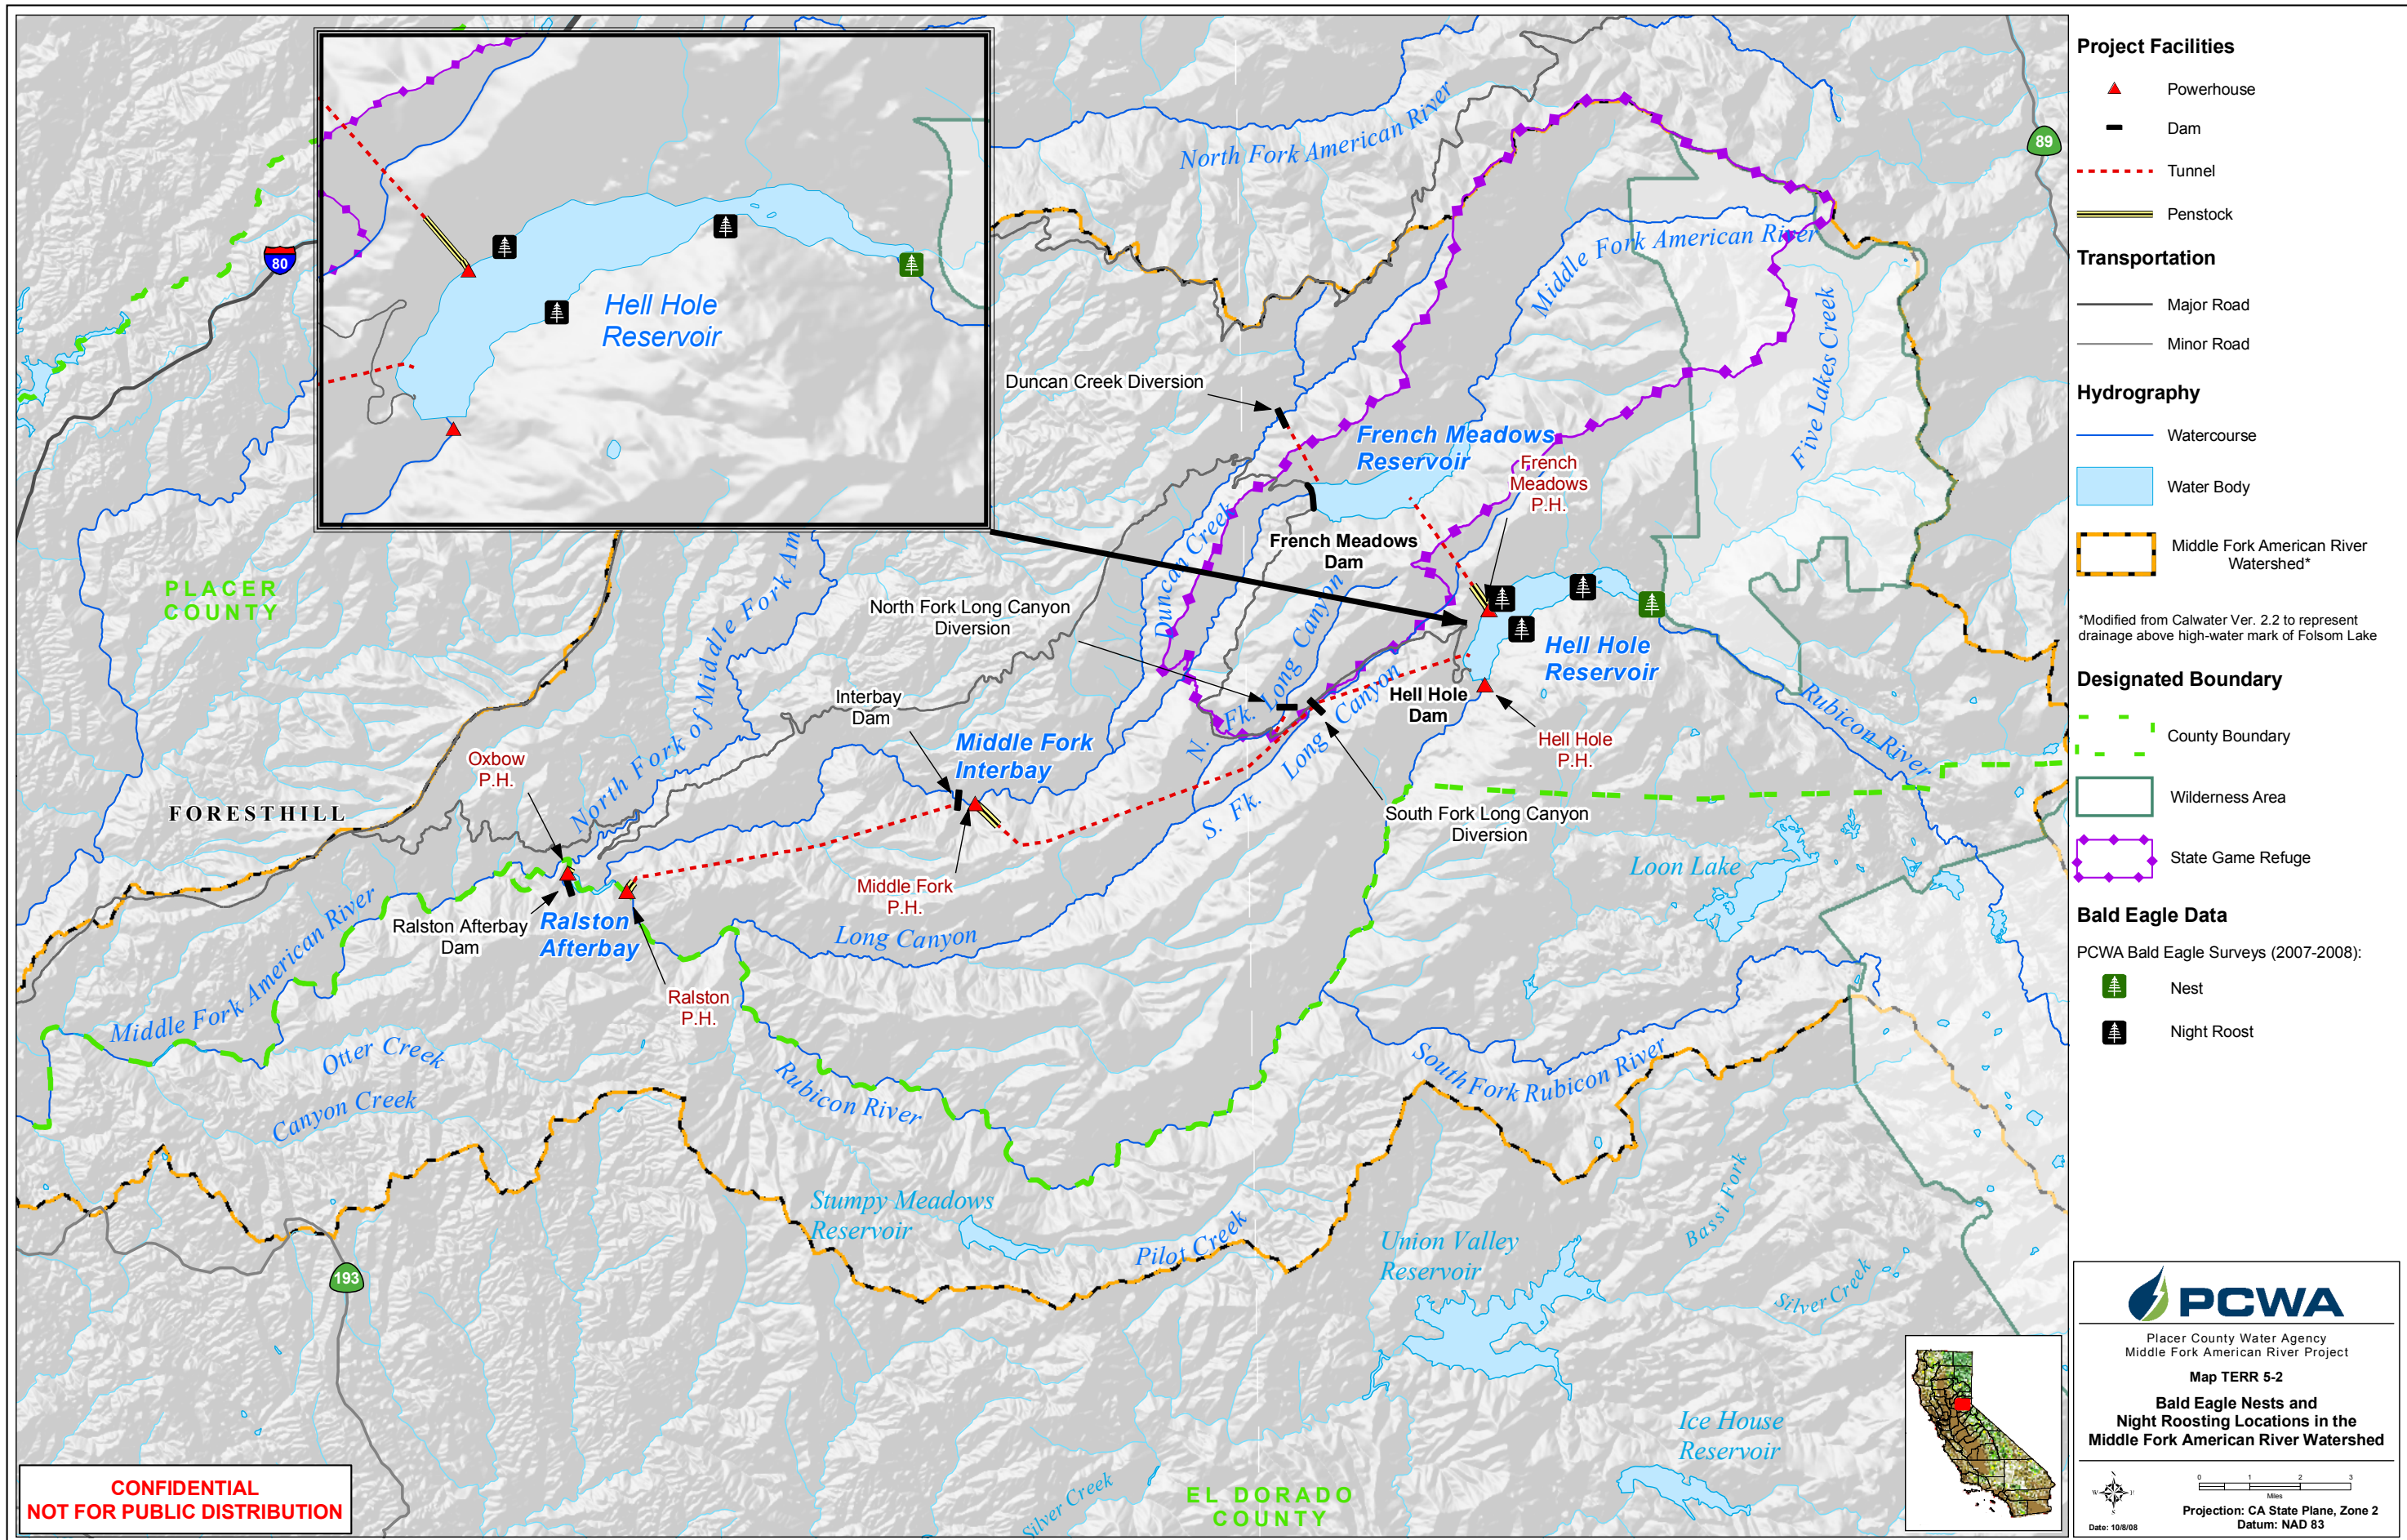 80
Hell Hole
Reservoir
North Fork American River
89
Middle Fork American River
Five Lakes Creek
Duncan Creek Diversion
French Meadows
Reservoir
French
Meadows
P.H.
French Meadows
Dam
Duncan Creek
PLACER
COUNTY
North Fork of Middle Fork Am
North Fork Long Canyon
Diversion
N. Fk. Long Canyon
Hell Hole
Reservoir
Hell Hole
Dam
Hell Hole
P.H.
Rubicon River
Interbay
Dam
Middle Fork
Interbay
S. Fk. Long Canyon
South Fork Long Canyon
Diversion
Oxbow
P.H.
FORESTHILL
Middle Fork
P.H.
Loon Lake
Ralston Afterbay
Dam
Ralston
Afterbay
Long Canyon
Ralston
P.H.
Middle Fork American River
Otter Creek
Canyon Creek
Rubicon River
South Fork Rubicon River
Stumpy Meadows
Reservoir
Pilot Creek
Union Valley
Reservoir
Bassi Fork
Silver Creek
193
Ice House
Reservoir
Silver Creek
EL DORADO
COUNTY
CONFIDENTIAL
NOT FOR PUBLIC DISTRIBUTION
Project Facilities
Powerhouse
Dam
Tunnel
Penstock
Transportation
Major Road
Minor Road
Hydrography
Watercourse
Water Body
Middle Fork American River
Watershed*
*Modified from Calwater Ver. 2.2 to represent
drainage above high-water mark of Folsom Lake
Designated Boundary
County Boundary
Wilderness Area
State Game Refuge
Bald Eagle Data
PCWA Bald Eagle Surveys (2007-2008):
Nest
Night Roost
PCWA
Placer County Water Agency
Middle Fork American River Project
Map TERR 5-2
Bald Eagle Nests and
Night Roosting Locations in the
Middle Fork American River Watershed
0 1 2 3
Miles
Projection: CA State Plane, Zone 2
Datum: NAD 83
Date: 10/8/08